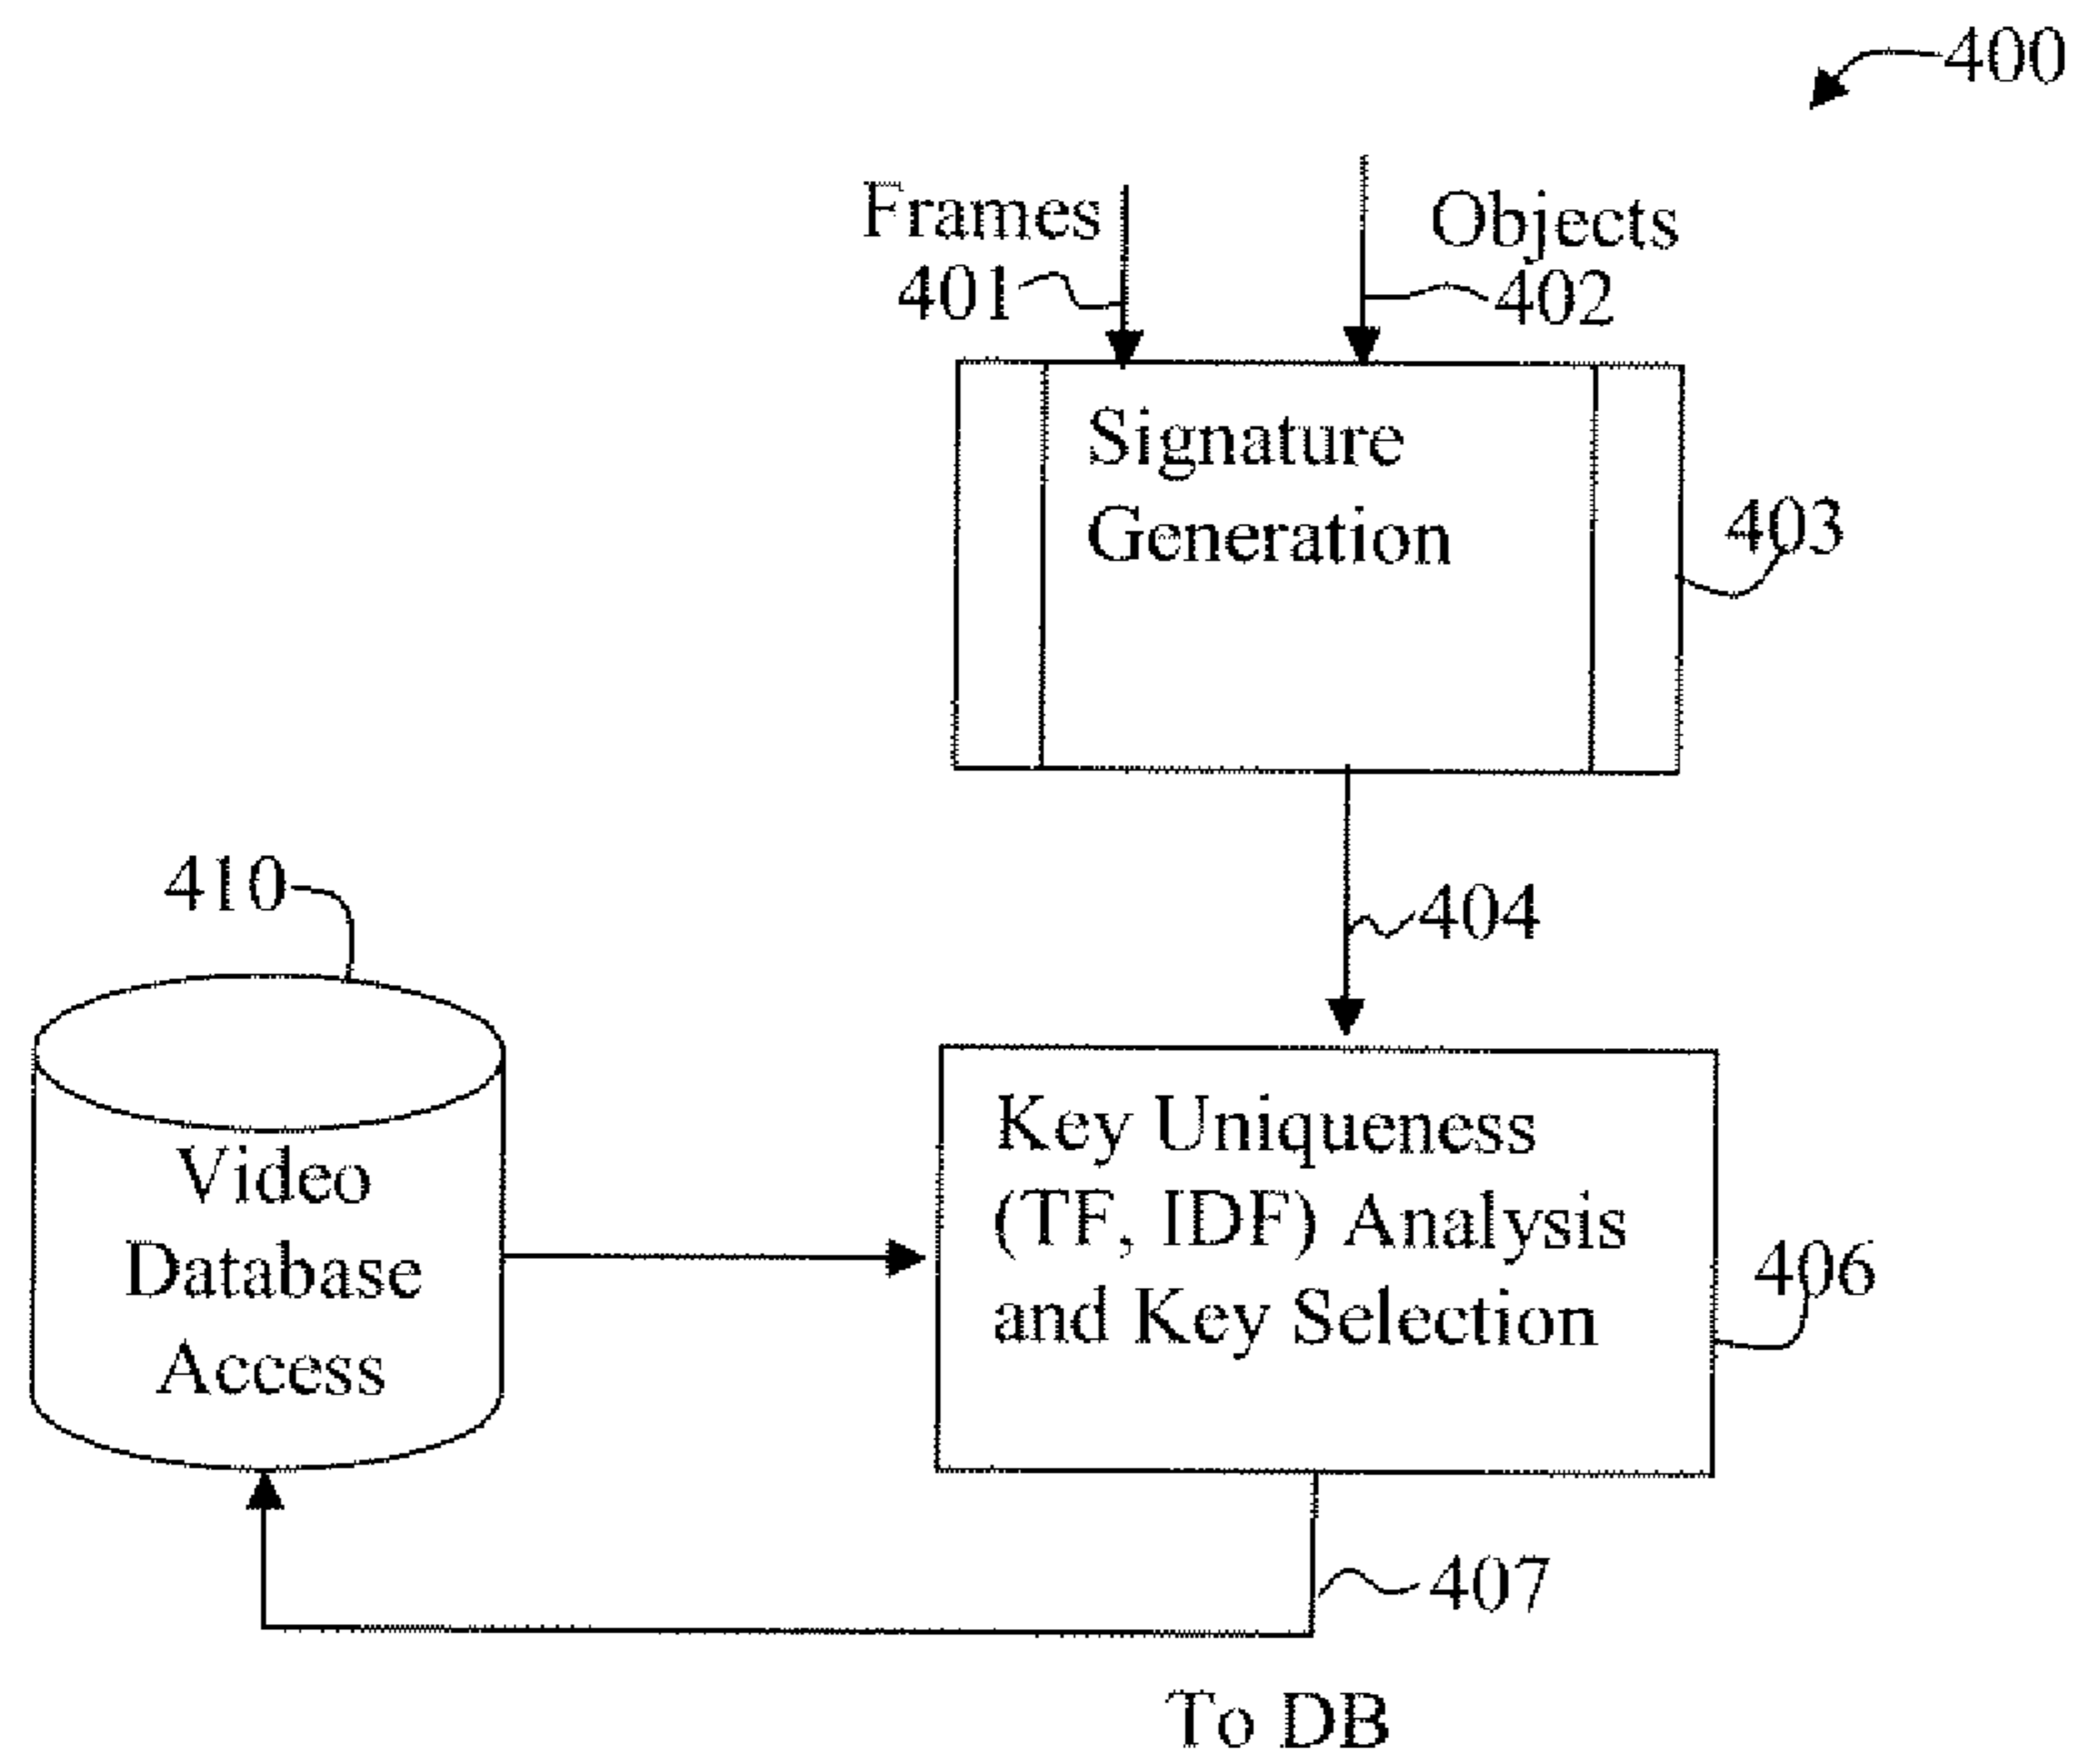 400
Frames
Objects
401
402
Signature
Generation
403
410
404
Video
Database
Access
Key Uniqueness
(TF, IDF) Analysis
and Key Selection
406
407
To DB